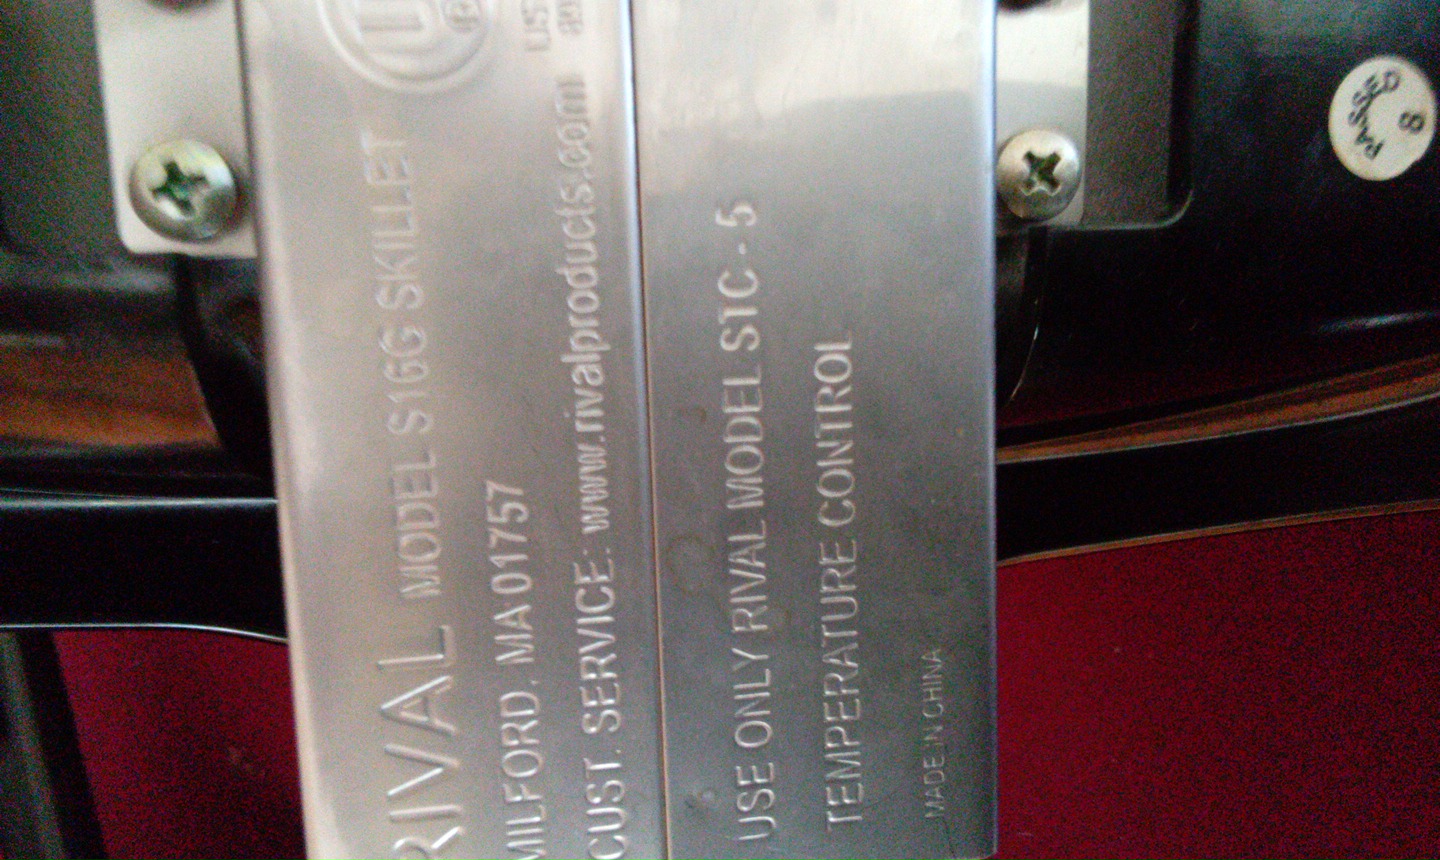 RIVAL MODEL S16G SKILLET
MILFORD, MA 01757
CUST. SERVICE: www.rivalproducts.com
USE ONLY RIVAL MODEL STC - 5
TEMPERATURE CONTROL
MADE IN CHINA
PASSED
8